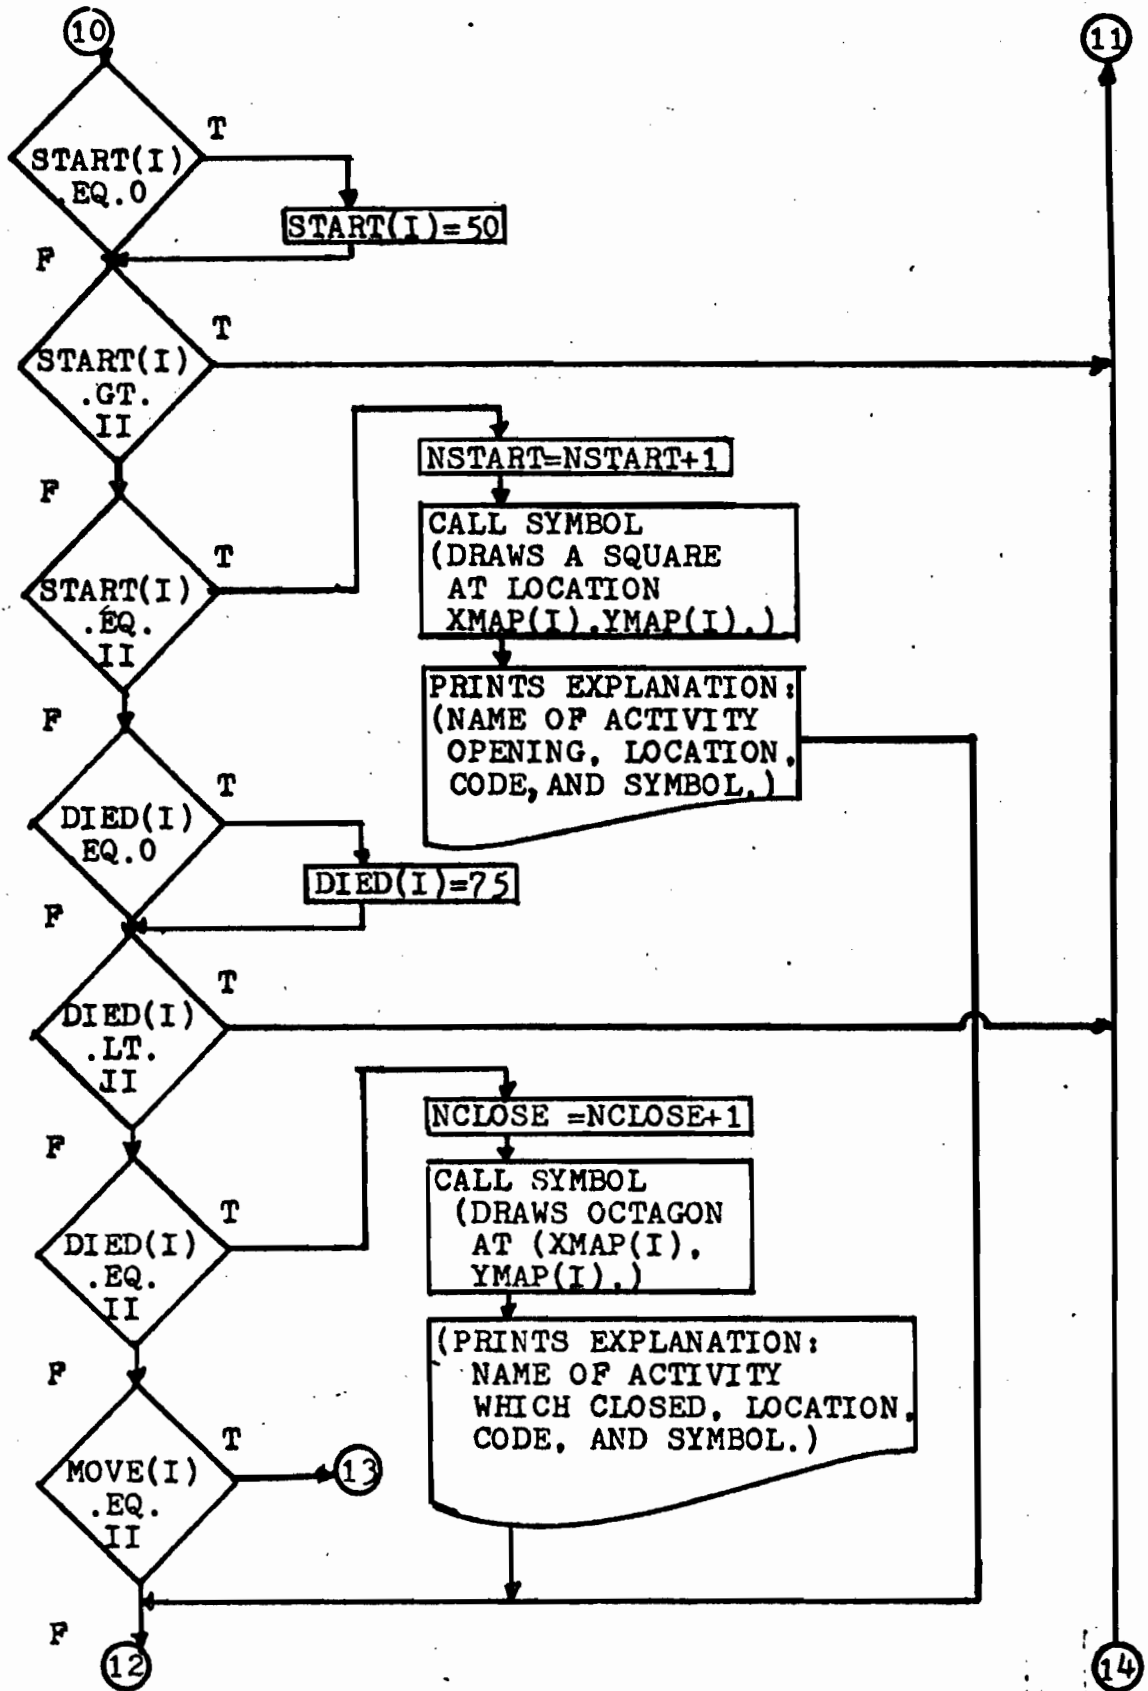 10
11
T
START(I)
.EQ.0
START(I)=50
F
T
START(I)
.GT.
II
NSTART=NSTART+1
F
CALL SYMBOL
(DRAWS A SQUARE
AT LOCATION
XMAP(I).YMAP(I).)
T
START(I)
.EQ.
II
PRINTS EXPLANATION:
(NAME OF ACTIVITY
OPENING, LOCATION,
CODE, AND SYMBOL.)
F
T
DIED(I)
EQ.0
DIED(I)=75
F
T
DIED(I)
.LT.
II
NCLOSE =NCLOSE+1
F
CALL SYMBOL
(DRAWS OCTAGON
AT (XMAP(I),
YMAP(I).)
T
DIED(I)
.EQ.
II
(PRINTS EXPLANATION:
NAME OF ACTIVITY
WHICH CLOSED, LOCATION,
CODE, AND SYMBOL.)
F
T
MOVE(I)
.EQ.
II
13
F
12
14